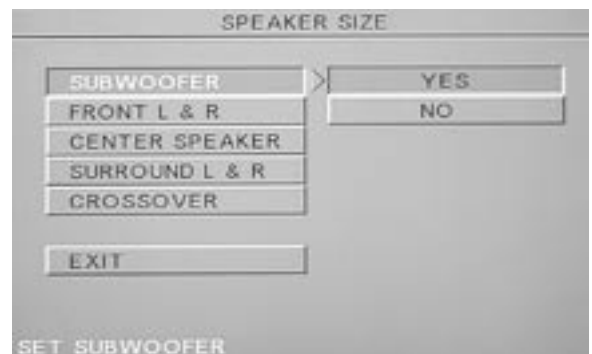 SPEAKER SIZE
SUBWOOFER > YES
FRONT L & R NO
CENTER SPEAKER
SURROUND L & R
CROSSOVER
EXIT
SET SUBWOOFER